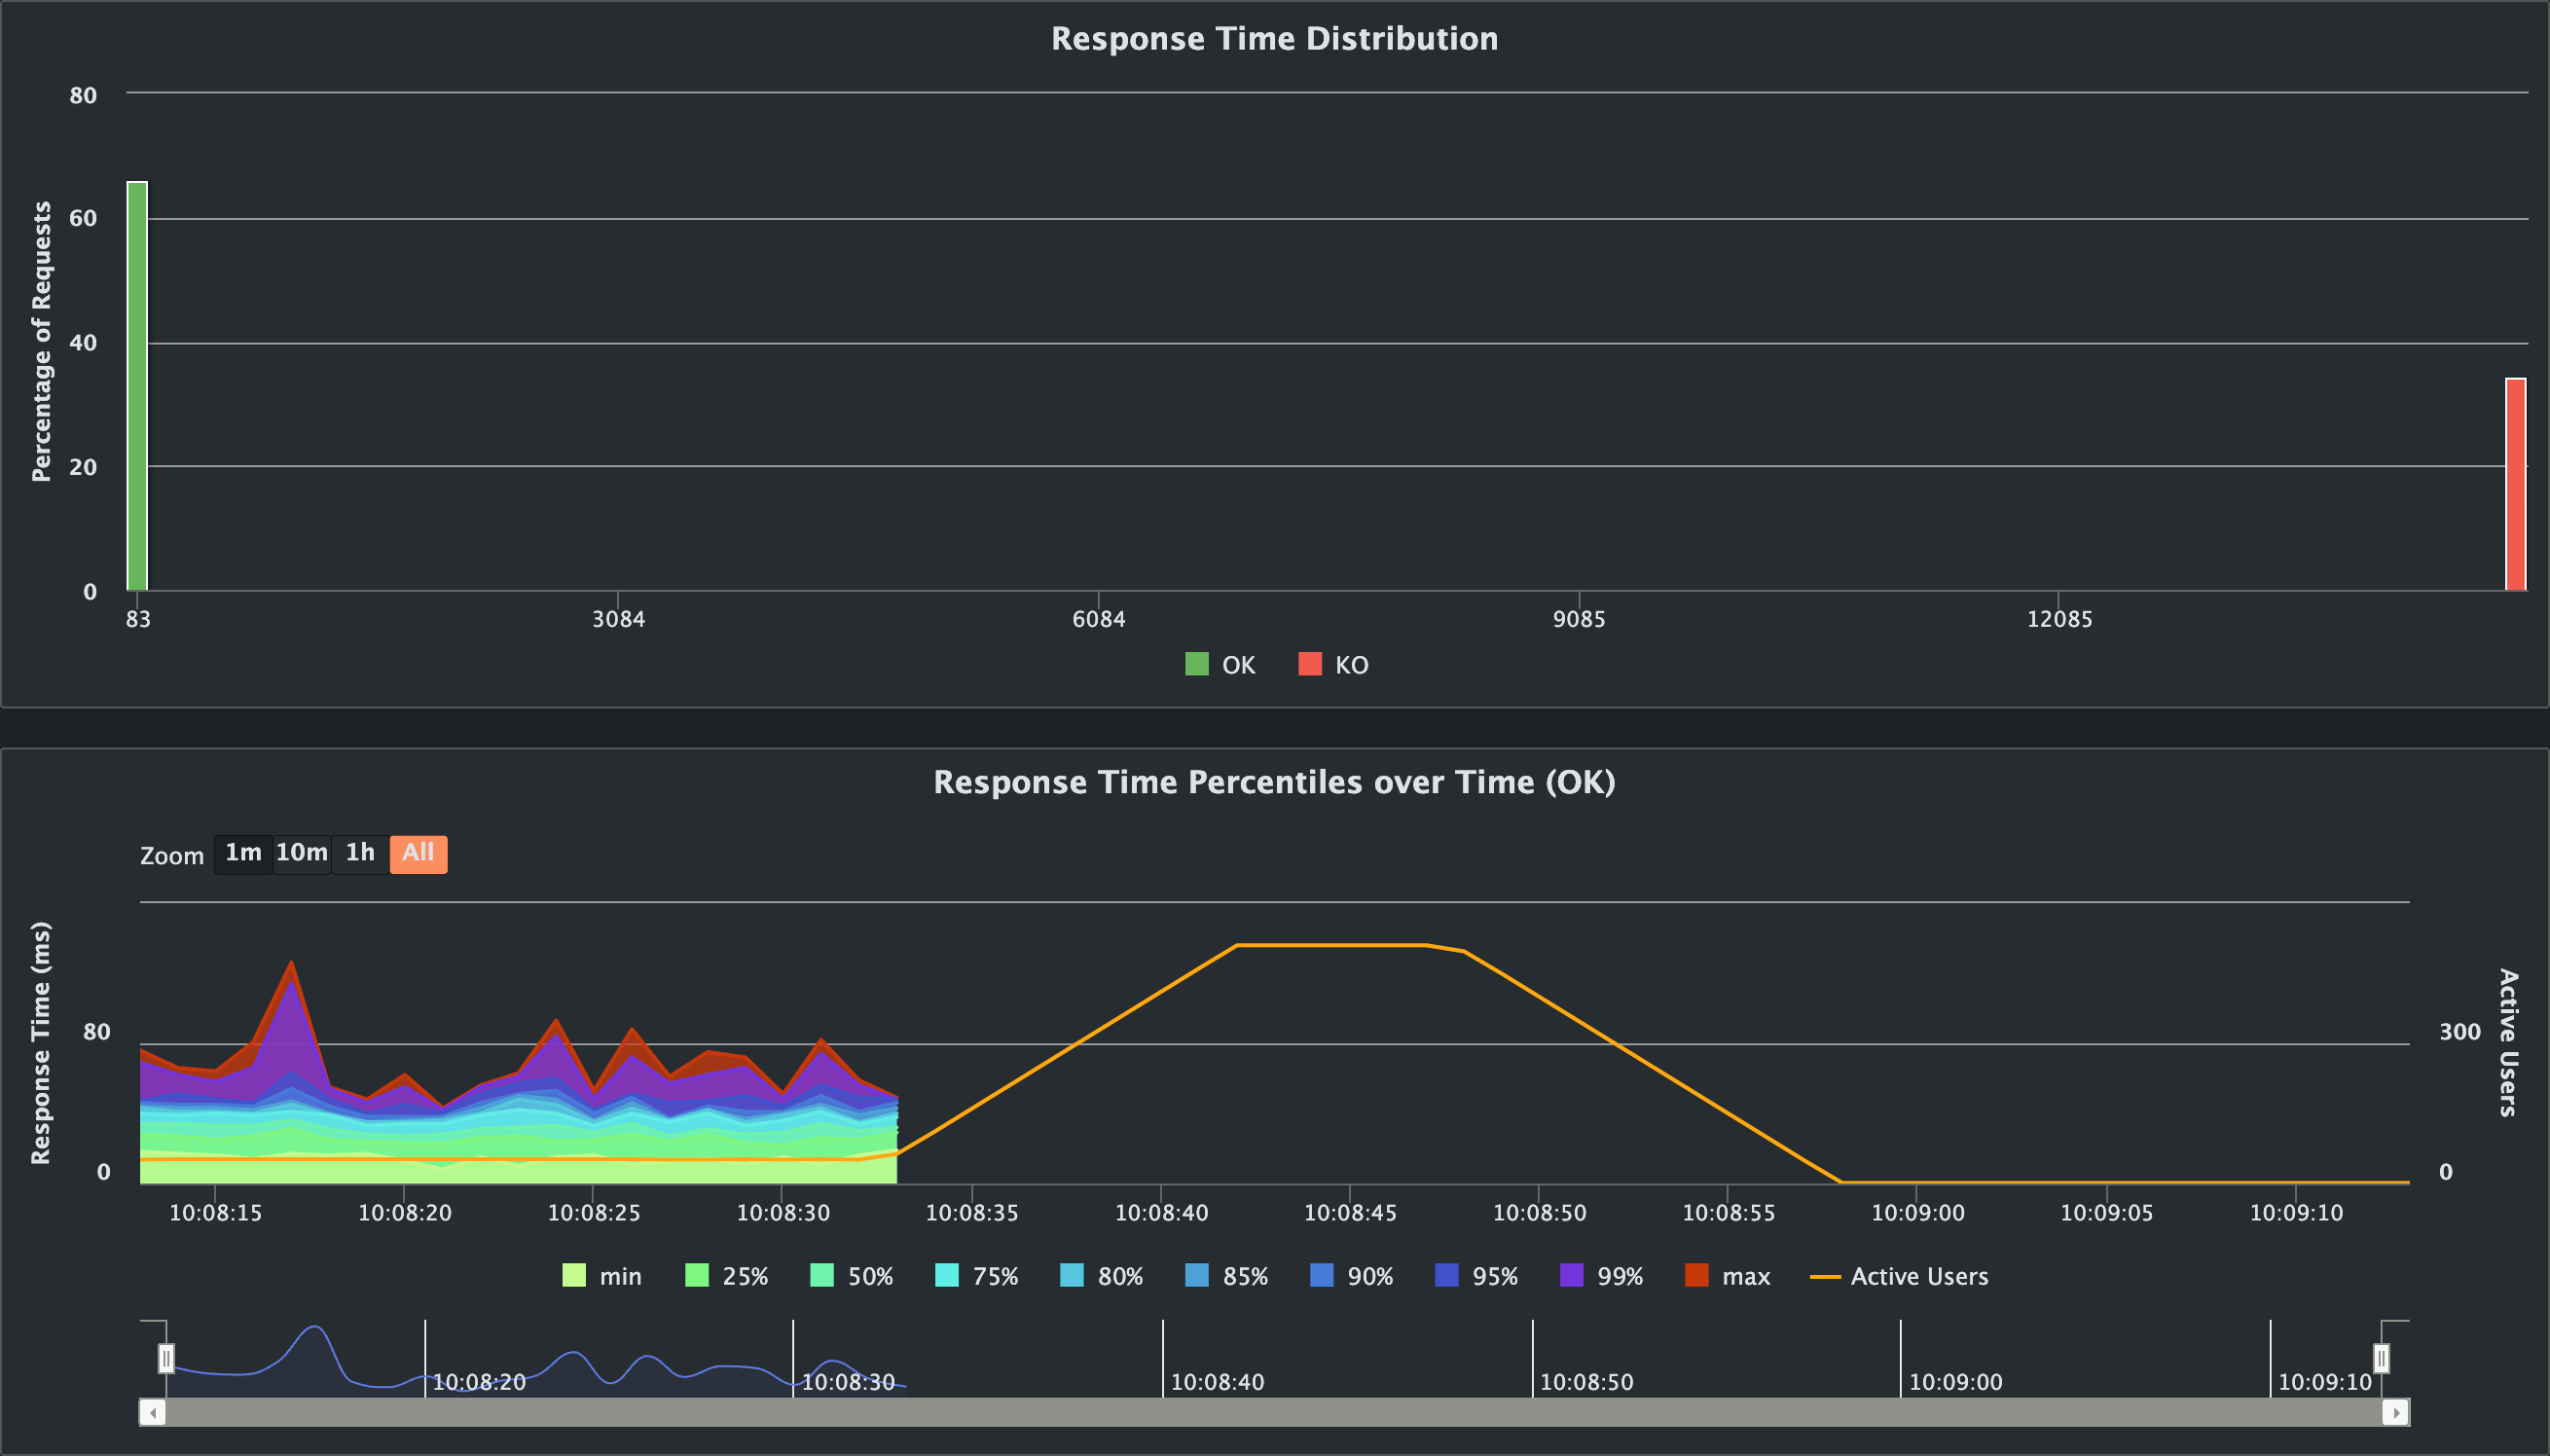 Response Time Distribution
80
60
40
20
0
Percentage of Requests
83 3084 6084 9085 12085
OK KO
Response Time Percentiles over Time (OK)
Zoom 1m 10m 1h All
Response Time (ms)
80
0
300
0
Active Users
10:08:15 10:08:20 10:08:25 10:08:30 10:08:35 10:08:40 10:08:45 10:08:50 10:08:55 10:09:00 10:09:05 10:09:10
min 25% 50% 75% 80% 85% 90% 95% 99% max Active Users
10:08:20 10:08:30 10:08:40 10:08:50 10:09:00 10:09:10